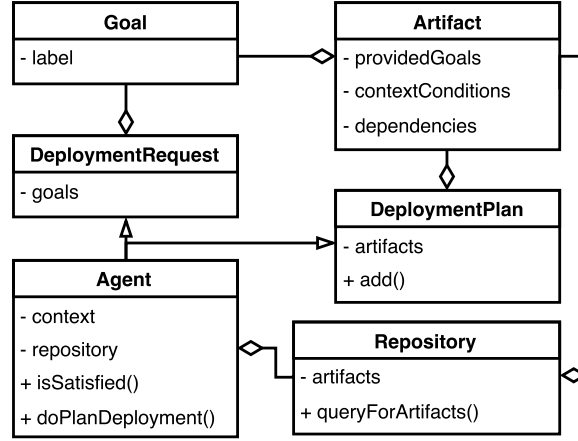 Goal
- label
Artifact
- providedGoals
- contextConditions
- dependencies
DeploymentRequest
- goals
DeploymentPlan
- artifacts
+ add()
Agent
- context
- repository
+ isSatisfied()
+ doPlanDeployment()
Repository
- artifacts
+ queryForArtifacts()